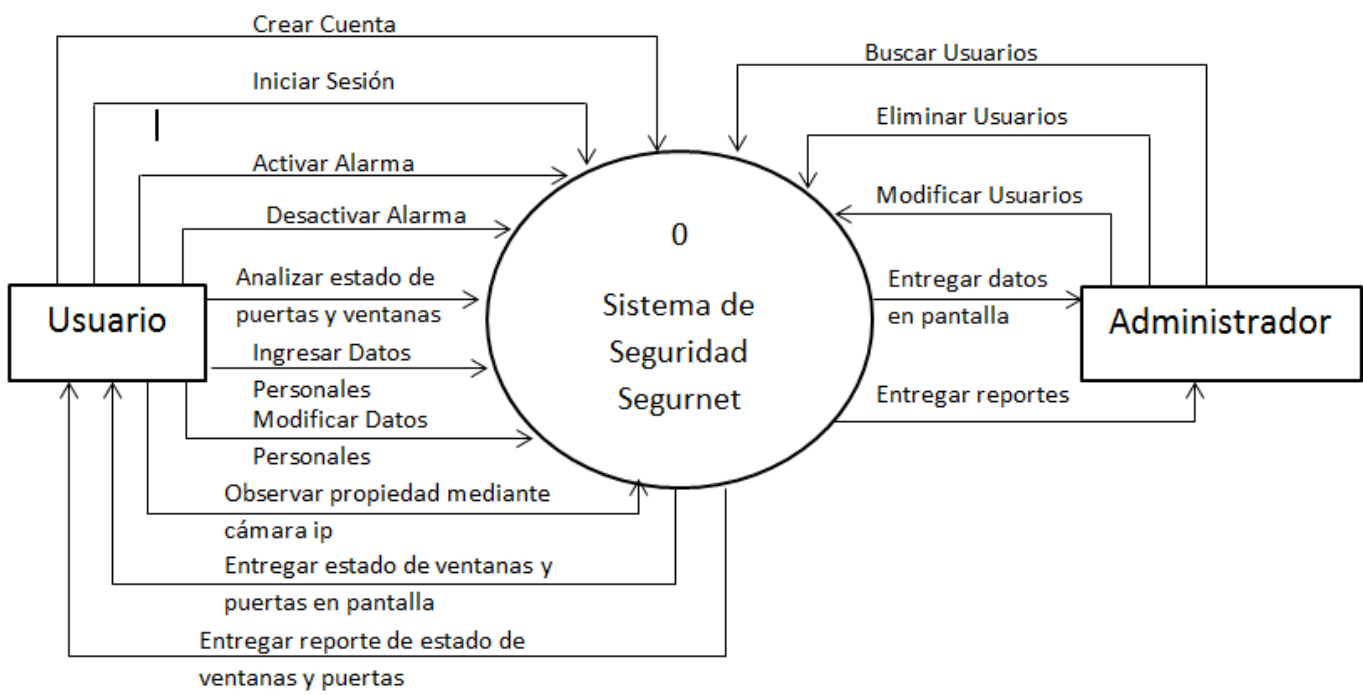 Crear Cuenta
Iniciar Sesión
Activar Alarma
Desactivar Alarma
Analizar estado de
puertas y ventanas
Usuario
Ingresar Datos
Personales
Modificar Datos
Personales
Observar propiedad mediante
cámara ip
Entregar estado de ventanas y
puertas en pantalla
Entregar reporte de estado de
ventanas y puertas
0
Sistema de
Seguridad
Segurnet
Buscar Usuarios
Eliminar Usuarios
Modificar Usuarios
Entregar datos
en pantalla
Administrador
Entregar reportes